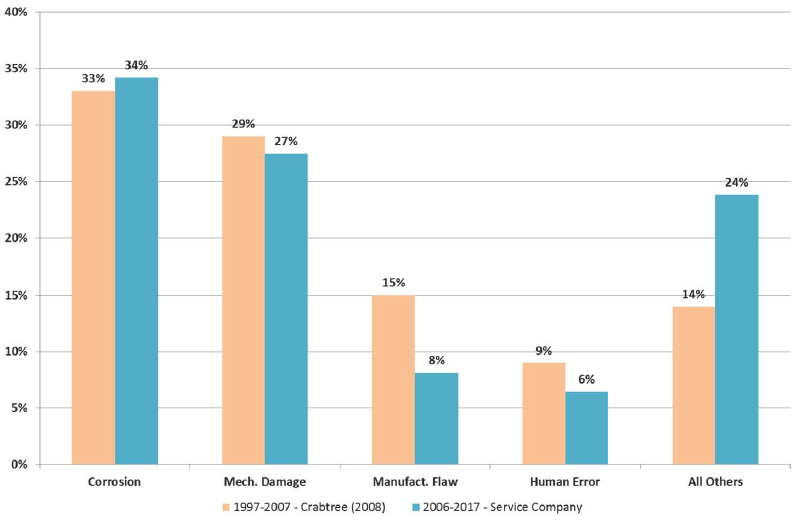 40%
35%
30%
25%
20%
15%
10%
5%
0%
33%
34%
29%
27%
15%
8%
9%
6%
14%
24%
Corrosion
Mech. Damage
Manufact. Flaw
Human Error
All Others
1997-2007 - Crabtree (2008)
2006-2017 - Service Company